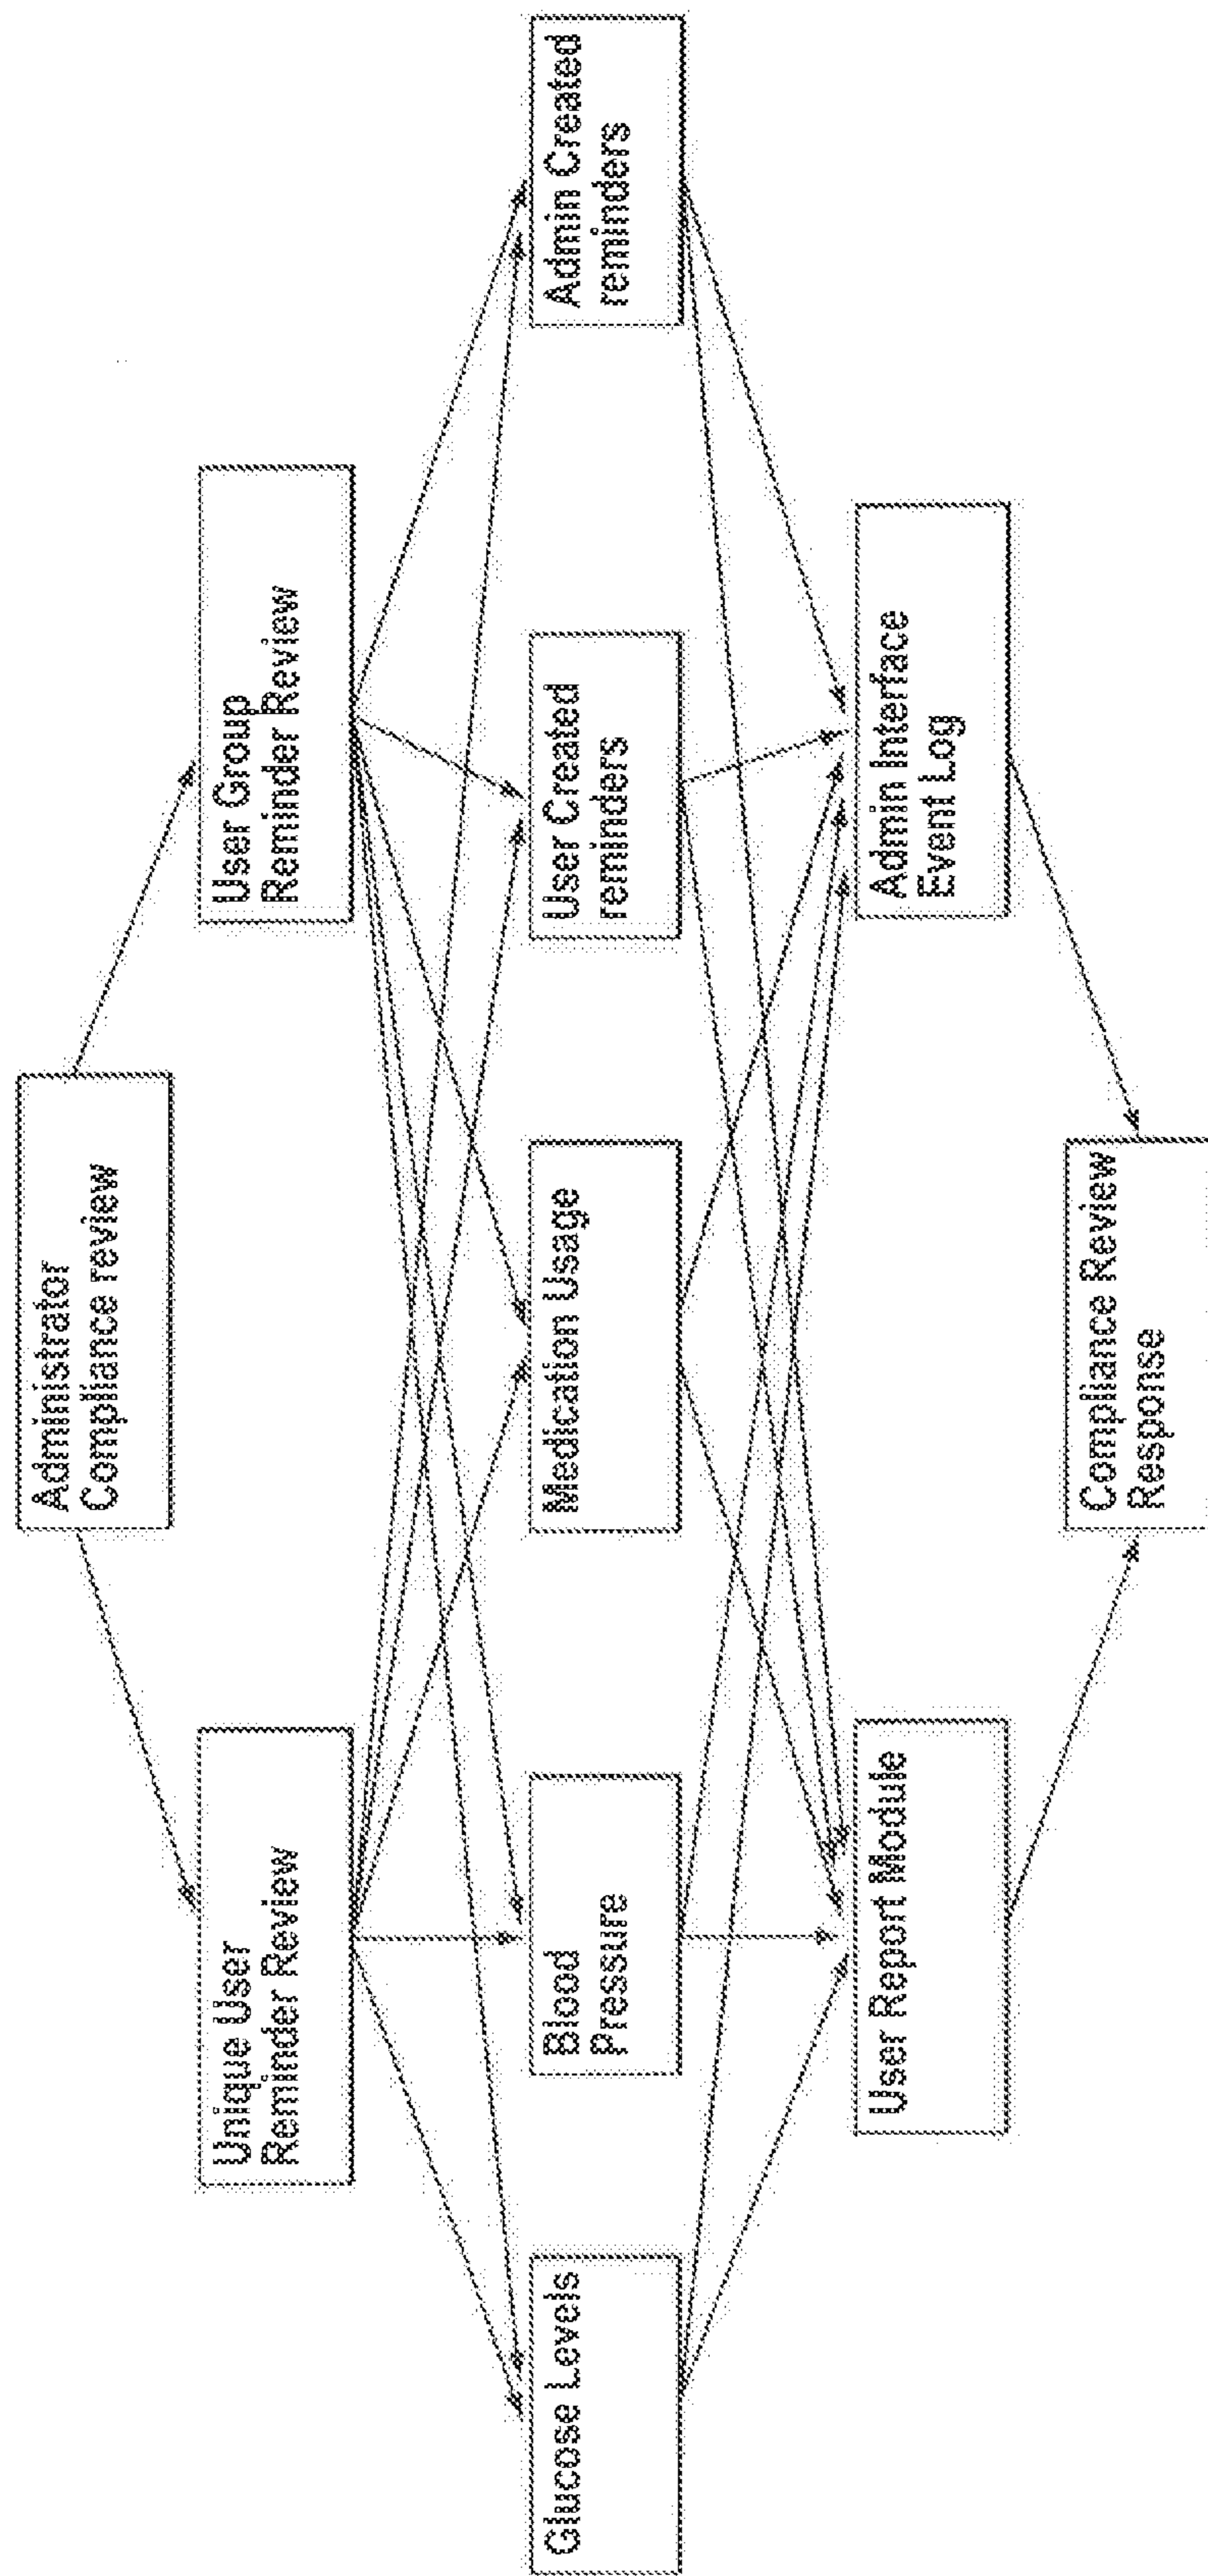 Administrator
Compliance review
Unique User
Reminder Review
User Group
Reminder Review
Glucose Levels
Blood
Pressure
Medication Usage
User Created
reminders
Admin Created
reminders
User Report Module
Admin Interface
Event Log
Compliance Review
Response